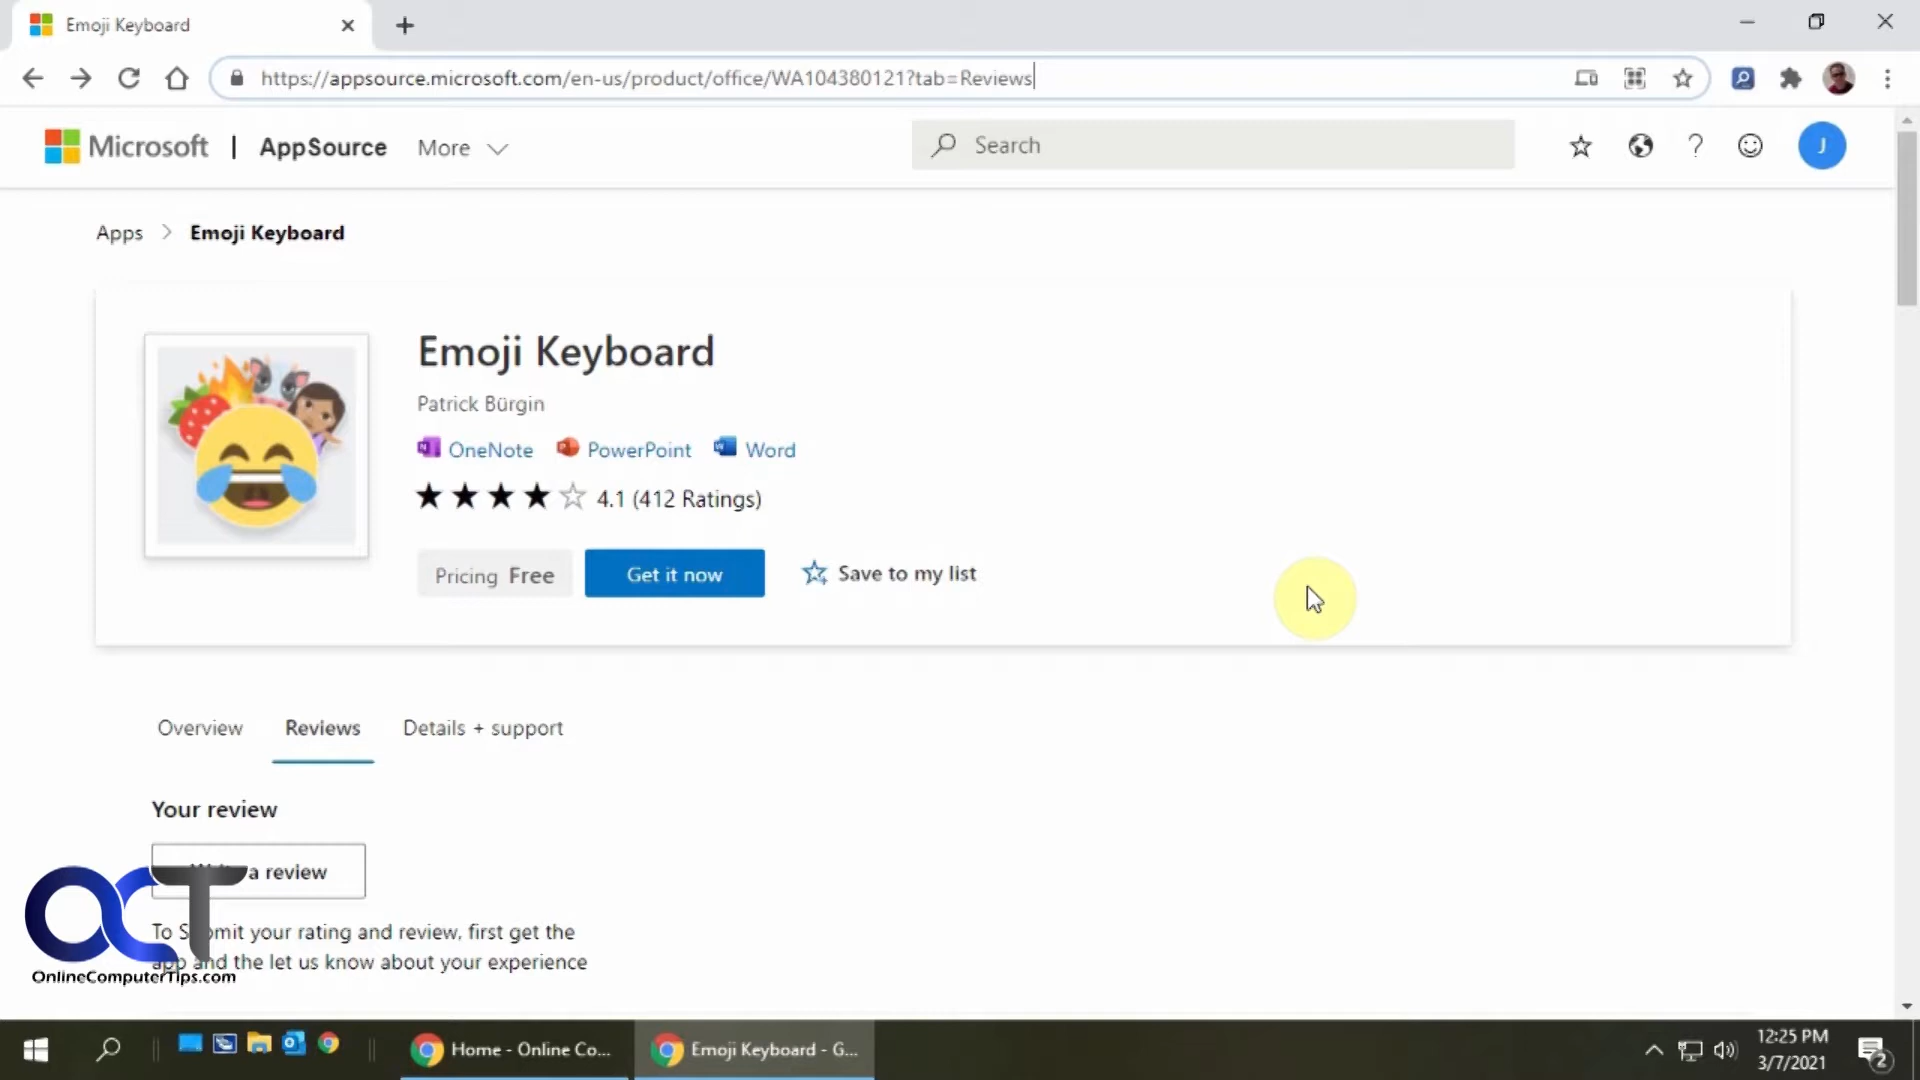 Emoji Keyboard
https://appsource.microsoft.com/en-us/product/office/WA104380121?tab=Reviews
Microsoft | AppSource More Search ? J
Apps > Emoji Keyboard
Emoji Keyboard
Patrick Bürgin
OneNote PowerPoint Word
4.1 (412 Ratings)
Pricing Free Get it now Save to my list
Overview Reviews Details + support
Your review
a review
To Submit your rating and review, first get the
app and the let us know about your experience
OCT
OnlineComputerTips.com
Home - Online Co... Emoji Keyboard - G... 12:25 PM
3/7/2021 2